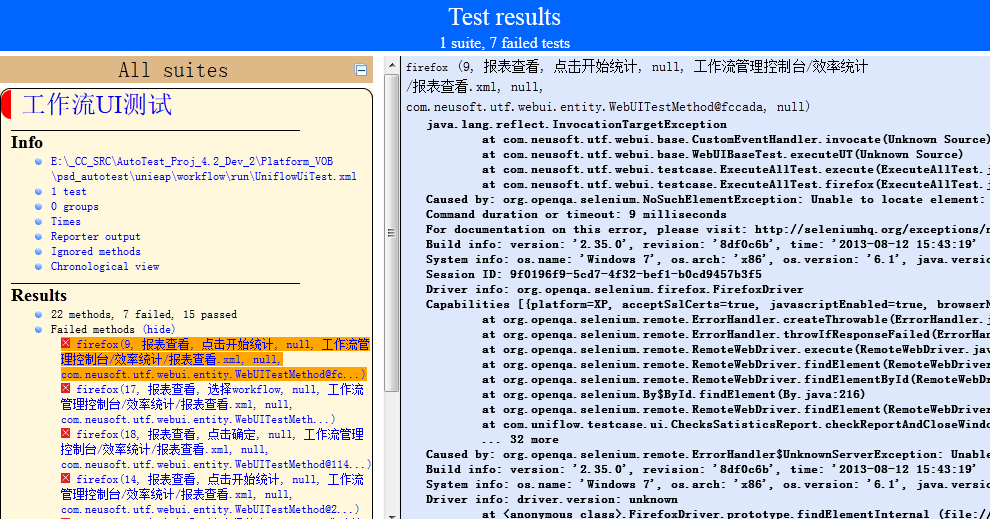 Test results
1 suite, 7 failed tests
All suites
工作流UI测试
Info
E:\_CC_SRC\AutoTest_Proj_4.2_Dev_2\Platform_VOB
\psd_autotest\unieap\workflow\run\UniflowUiTest.xml
1 test
0 groups
Times
Reporter output
Ignored methods
Chronological view
Results
22 methods, 7 failed, 15 passed
Failed methods (hide)
firefox(9, 报表查看, 点击开始统计, null, 工作流管
理控制台/效率统计/报表查看.xml, null,
com.neusoft.utf.webui.entity.WebUITestMethod@fc...)
firefox(17, 报表查看, 选择workflow, null, 工作流
管理控制台/效率统计/报表查看.xml, null,
com.neusoft.utf.webui.entity.WebUITestMeth...)
firefox(18, 报表查看, 点击确定, null, 工作流管理
控制台/效率统计/报表查看.xml, null,
com.neusoft.utf.webui.entity.WebUITestMethod@114...)
firefox(14, 报表查看, 点击开始统计, null, 工作流
管理控制台/效率统计/报表查看.xml, null,
com.neusoft.utf.webui.entity.WebUITestMethod@2...)
firefox (9, 报表查看, 点击开始统计, null, 工作流管理控制台/效率统计
/报表查看.xml, null,
com.neusoft.utf.webui.entity.WebUITestMethod@fccada, null)
java.lang.reflect.InvocationTargetException
at com.neusoft.utf.webui.base.CustomEventHandler.invoke(Unknown Source)
at com.neusoft.utf.webui.base.WebUIBaseTest.executeUT(Unknown Source)
at com.neusoft.utf.webui.testcase.ExecuteAllTest.execute(ExecuteAllTest.j
at com.neusoft.utf.webui.testcase.ExecuteAllTest.firefox(ExecuteAllTest.j
Caused by: org.openqa.selenium.NoSuchElementException: Unable to locate element:
Command duration or timeout: 9 milliseconds
For documentation on this error, please visit: http://seleniumhq.org/exceptions/n
Build info: version: '2.35.0', revision: '8df0c6b', time: '2013-08-12 15:43:19'
System info: os.name: 'Windows 7', os.arch: 'x86', os.version: '6.1', java.versio
Session ID: 9f0196f9-5cd7-4f32-bef1-b0cd9457b3f5
Driver info: org.openqa.selenium.firefox.FirefoxDriver
Capabilities [{platform=XP, acceptSslCerts=true, javascriptEnabled=true, browserN
at org.openqa.selenium.remote.ErrorHandler.createThrowable(ErrorHandler.j
at org.openqa.selenium.remote.ErrorHandler.throwIfResponseFailed(ErrorHan
at org.openqa.selenium.remote.RemoteWebDriver.execute(RemoteWebDriver.jav
at org.openqa.selenium.remote.RemoteWebDriver.findElement(RemoteWebDriver
at org.openqa.selenium.remote.RemoteWebDriver.findElementById(RemoteWebDr
at org.openqa.selenium.By$ById.findElement(By.java:216)
at org.openqa.selenium.remote.RemoteWebDriver.findElement(RemoteWebDriver
at com.uniflow.testcase.ui.ChecksStatisticsReport.checkReportAndCloseWindo
... 32 more
Caused by: org.openqa.selenium.remote.ErrorHandler$UnknownServerException: Unable
Build info: version: '2.35.0', revision: '8df0c6b', time: '2013-08-12 15:43:19'
System info: os.name: 'Windows 7', os.arch: 'x86', os.version: '6.1', java.versio
Driver info: driver.version: unknown
at <anonymous class>.FirefoxDriver.prototype.findElementInternal_(file://